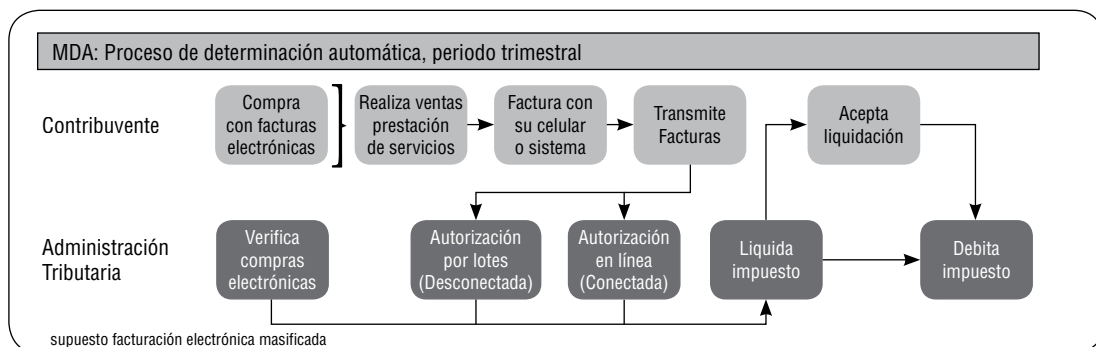 MDA: Proceso de determinación automática, periodo trimestral
Contribuvente
Compra
con facturas
electrónicas
Realiza ventas
prestación
de servicios
Factura con
su celular
o sistema
Transmite
Facturas
Acepta
liquidación
Administración
Tributaria
Verifica
compras
electrónicas
Autorización
por lotes
(Desconectada)
Autorización
en línea
(Conectada)
Liquida
impuesto
Debita
impuesto
supuesto facturación electrónica masificada